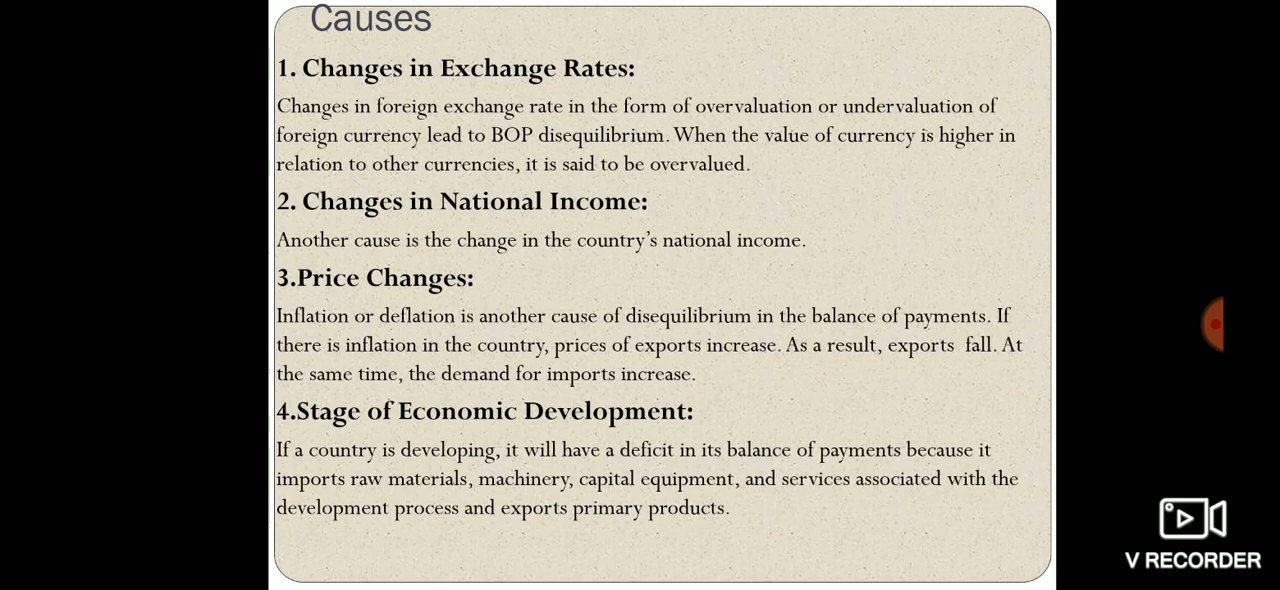 Causes
1. Changes in Exchange Rates:
Changes in foreign exchange rate in the form of overvaluation or undervaluation of
foreign currency lead to BOP disequilibrium. When the value of currency is higher in
relation to other currencies, it is said to be overvalued.
2. Changes in National Income:
Another cause is the change in the country’s national income.
3.Price Changes:
Inflation or deflation is another cause of disequilibrium in the balance of payments. If
there is inflation in the country, prices of exports increase. As a result, exports  fall. At
the same time, the demand for imports increase.
4.Stage of Economic Development:
If a country is developing, it will have a deficit in its balance of payments because it
imports raw materials, machinery, capital equipment, and services associated with the
development process and exports primary products.
V RECORDER